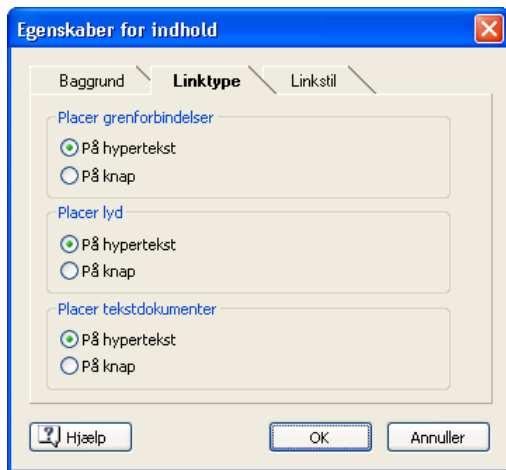 Egenskaber for indhold
Baggrund Linktype Linkstil
Placer grenforbindelser
På hypertekst
På knap
Placer lyd
På hypertekst
På knap
Placer tekstdokumenter
På hypertekst
På knap
Hjælp OK Annuller